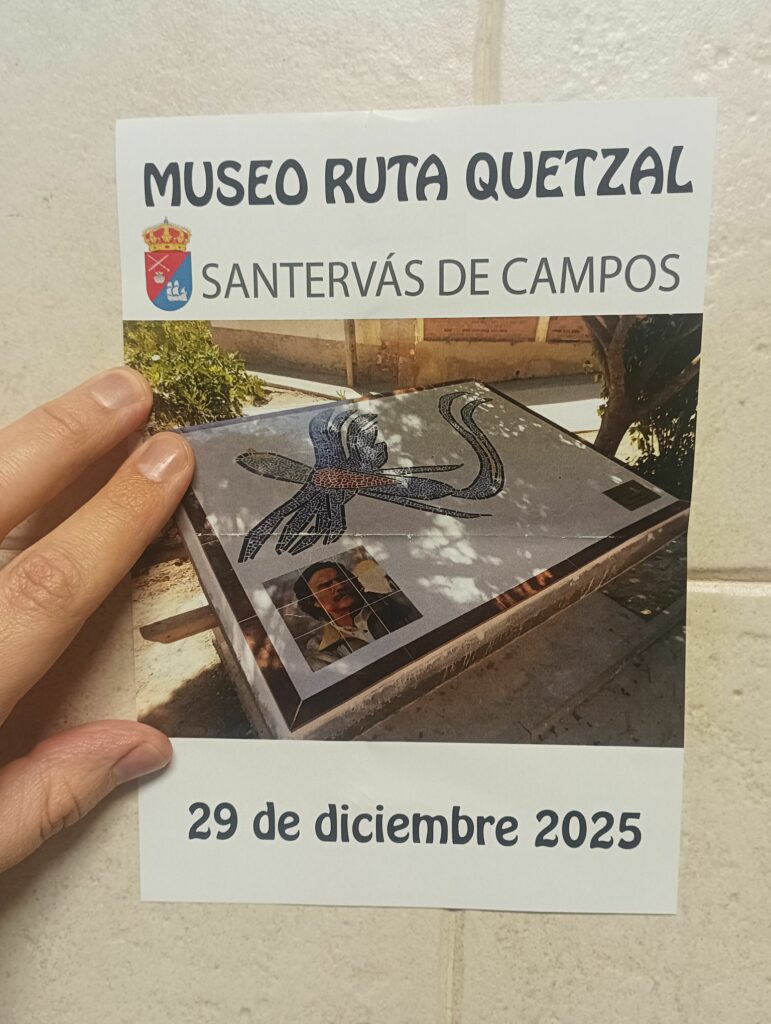 MUSEO RUTA QUETZAL
SANTERVÁS DE CAMPOS
29 de diciembre 2025